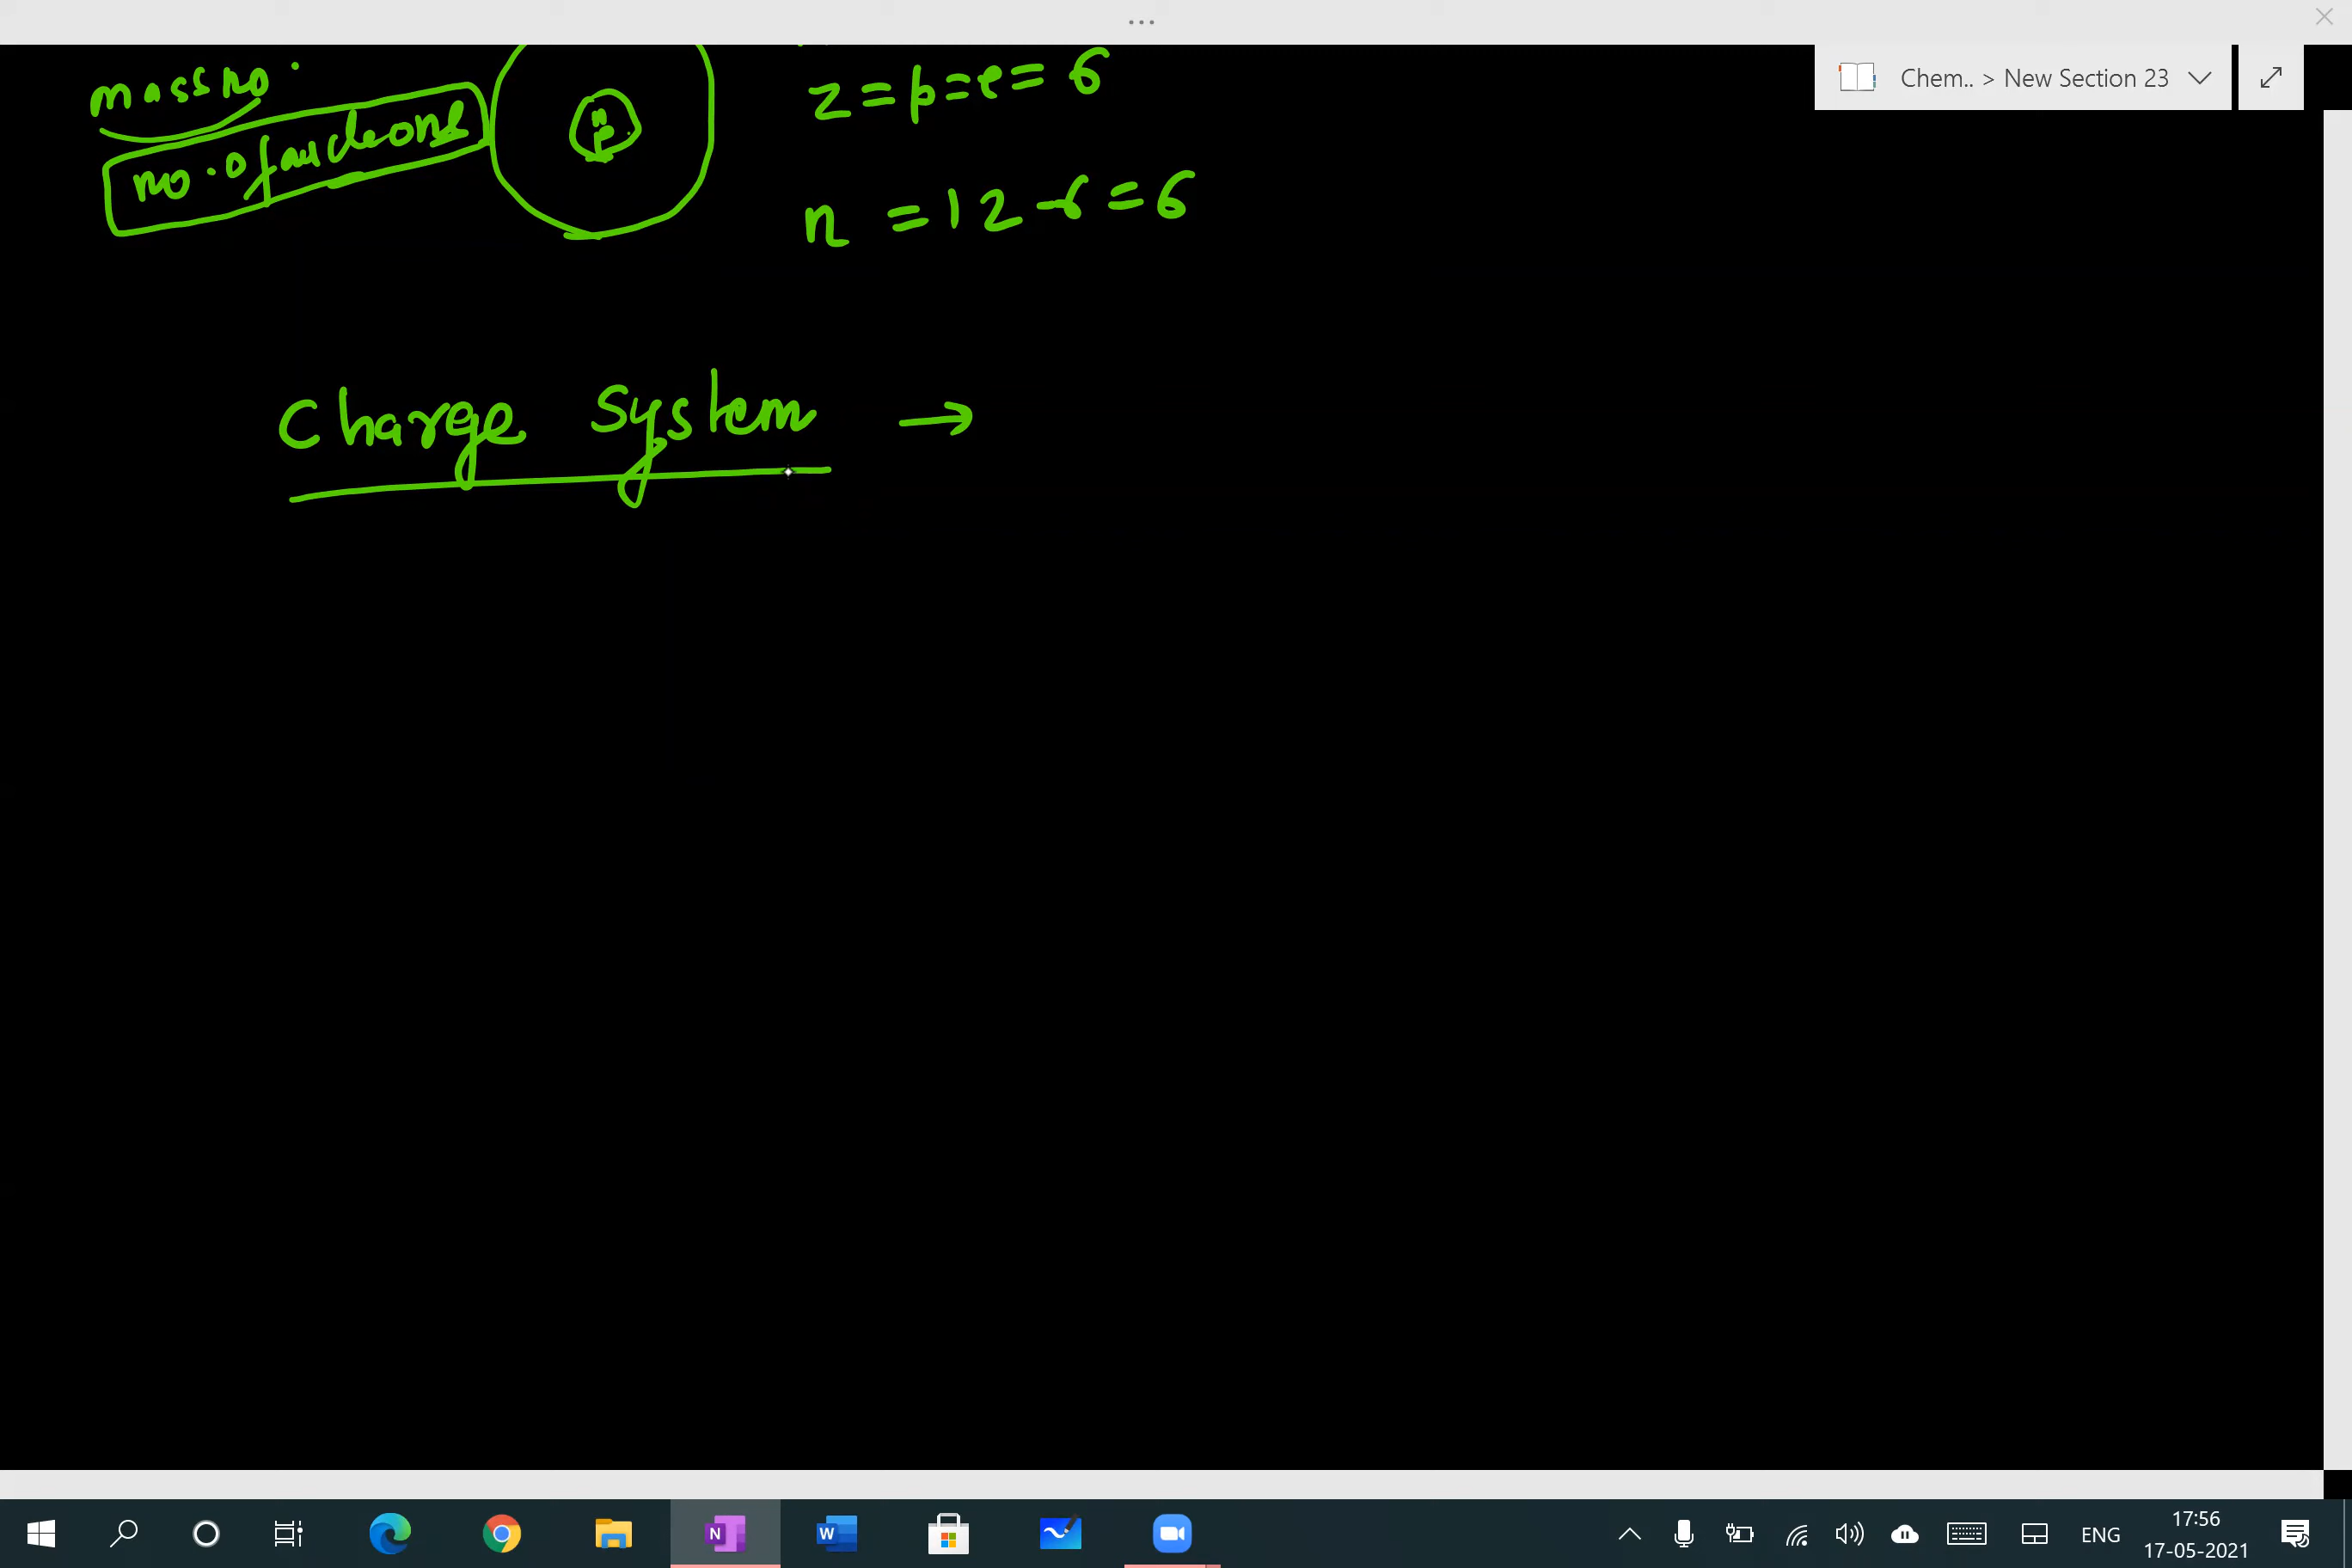 ...
Chem.. > New Section 23
mass no.
no. of nucleons
n
p
z = p = e = 6
n = 12 - 6 = 6
Charge System →
N
W
ENG
17:56
17-05-2021